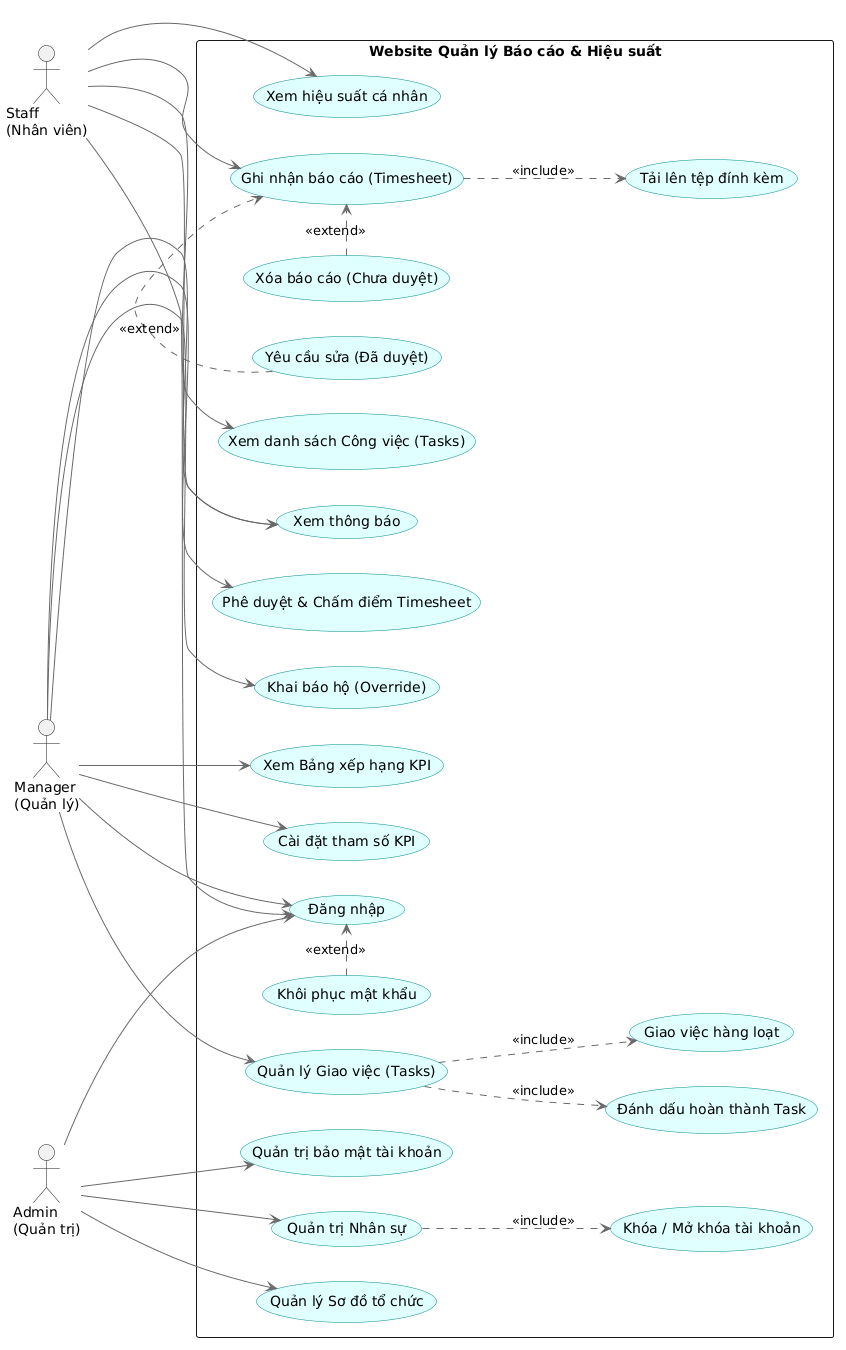 Website Quản lý Báo cáo & Hiệu suất
Staff
(Nhân viên)
Xem hiệu suất cá nhân
Ghi nhận báo cáo (Timesheet)
«include»
Tải lên tệp đính kèm
«extend»
Xóa báo cáo (Chưa duyệt)
«extend»
Yêu cầu sửa (Đã duyệt)
Xem danh sách Công việc (Tasks)
Xem thông báo
Phê duyệt & Chấm điểm Timesheet
Khai báo hộ (Override)
Manager
(Quản lý)
Xem Bảng xếp hạng KPI
Cài đặt tham số KPI
Đăng nhập
«extend»
Khôi phục mật khẩu
Quản lý Giao việc (Tasks)
«include»
Giao việc hàng loạt
«include»
Đánh dấu hoàn thành Task
Admin
(Quản trị)
Quản trị bảo mật tài khoản
Quản trị Nhân sự
«include»
Khóa / Mở khóa tài khoản
Quản lý Sơ đồ tổ chức